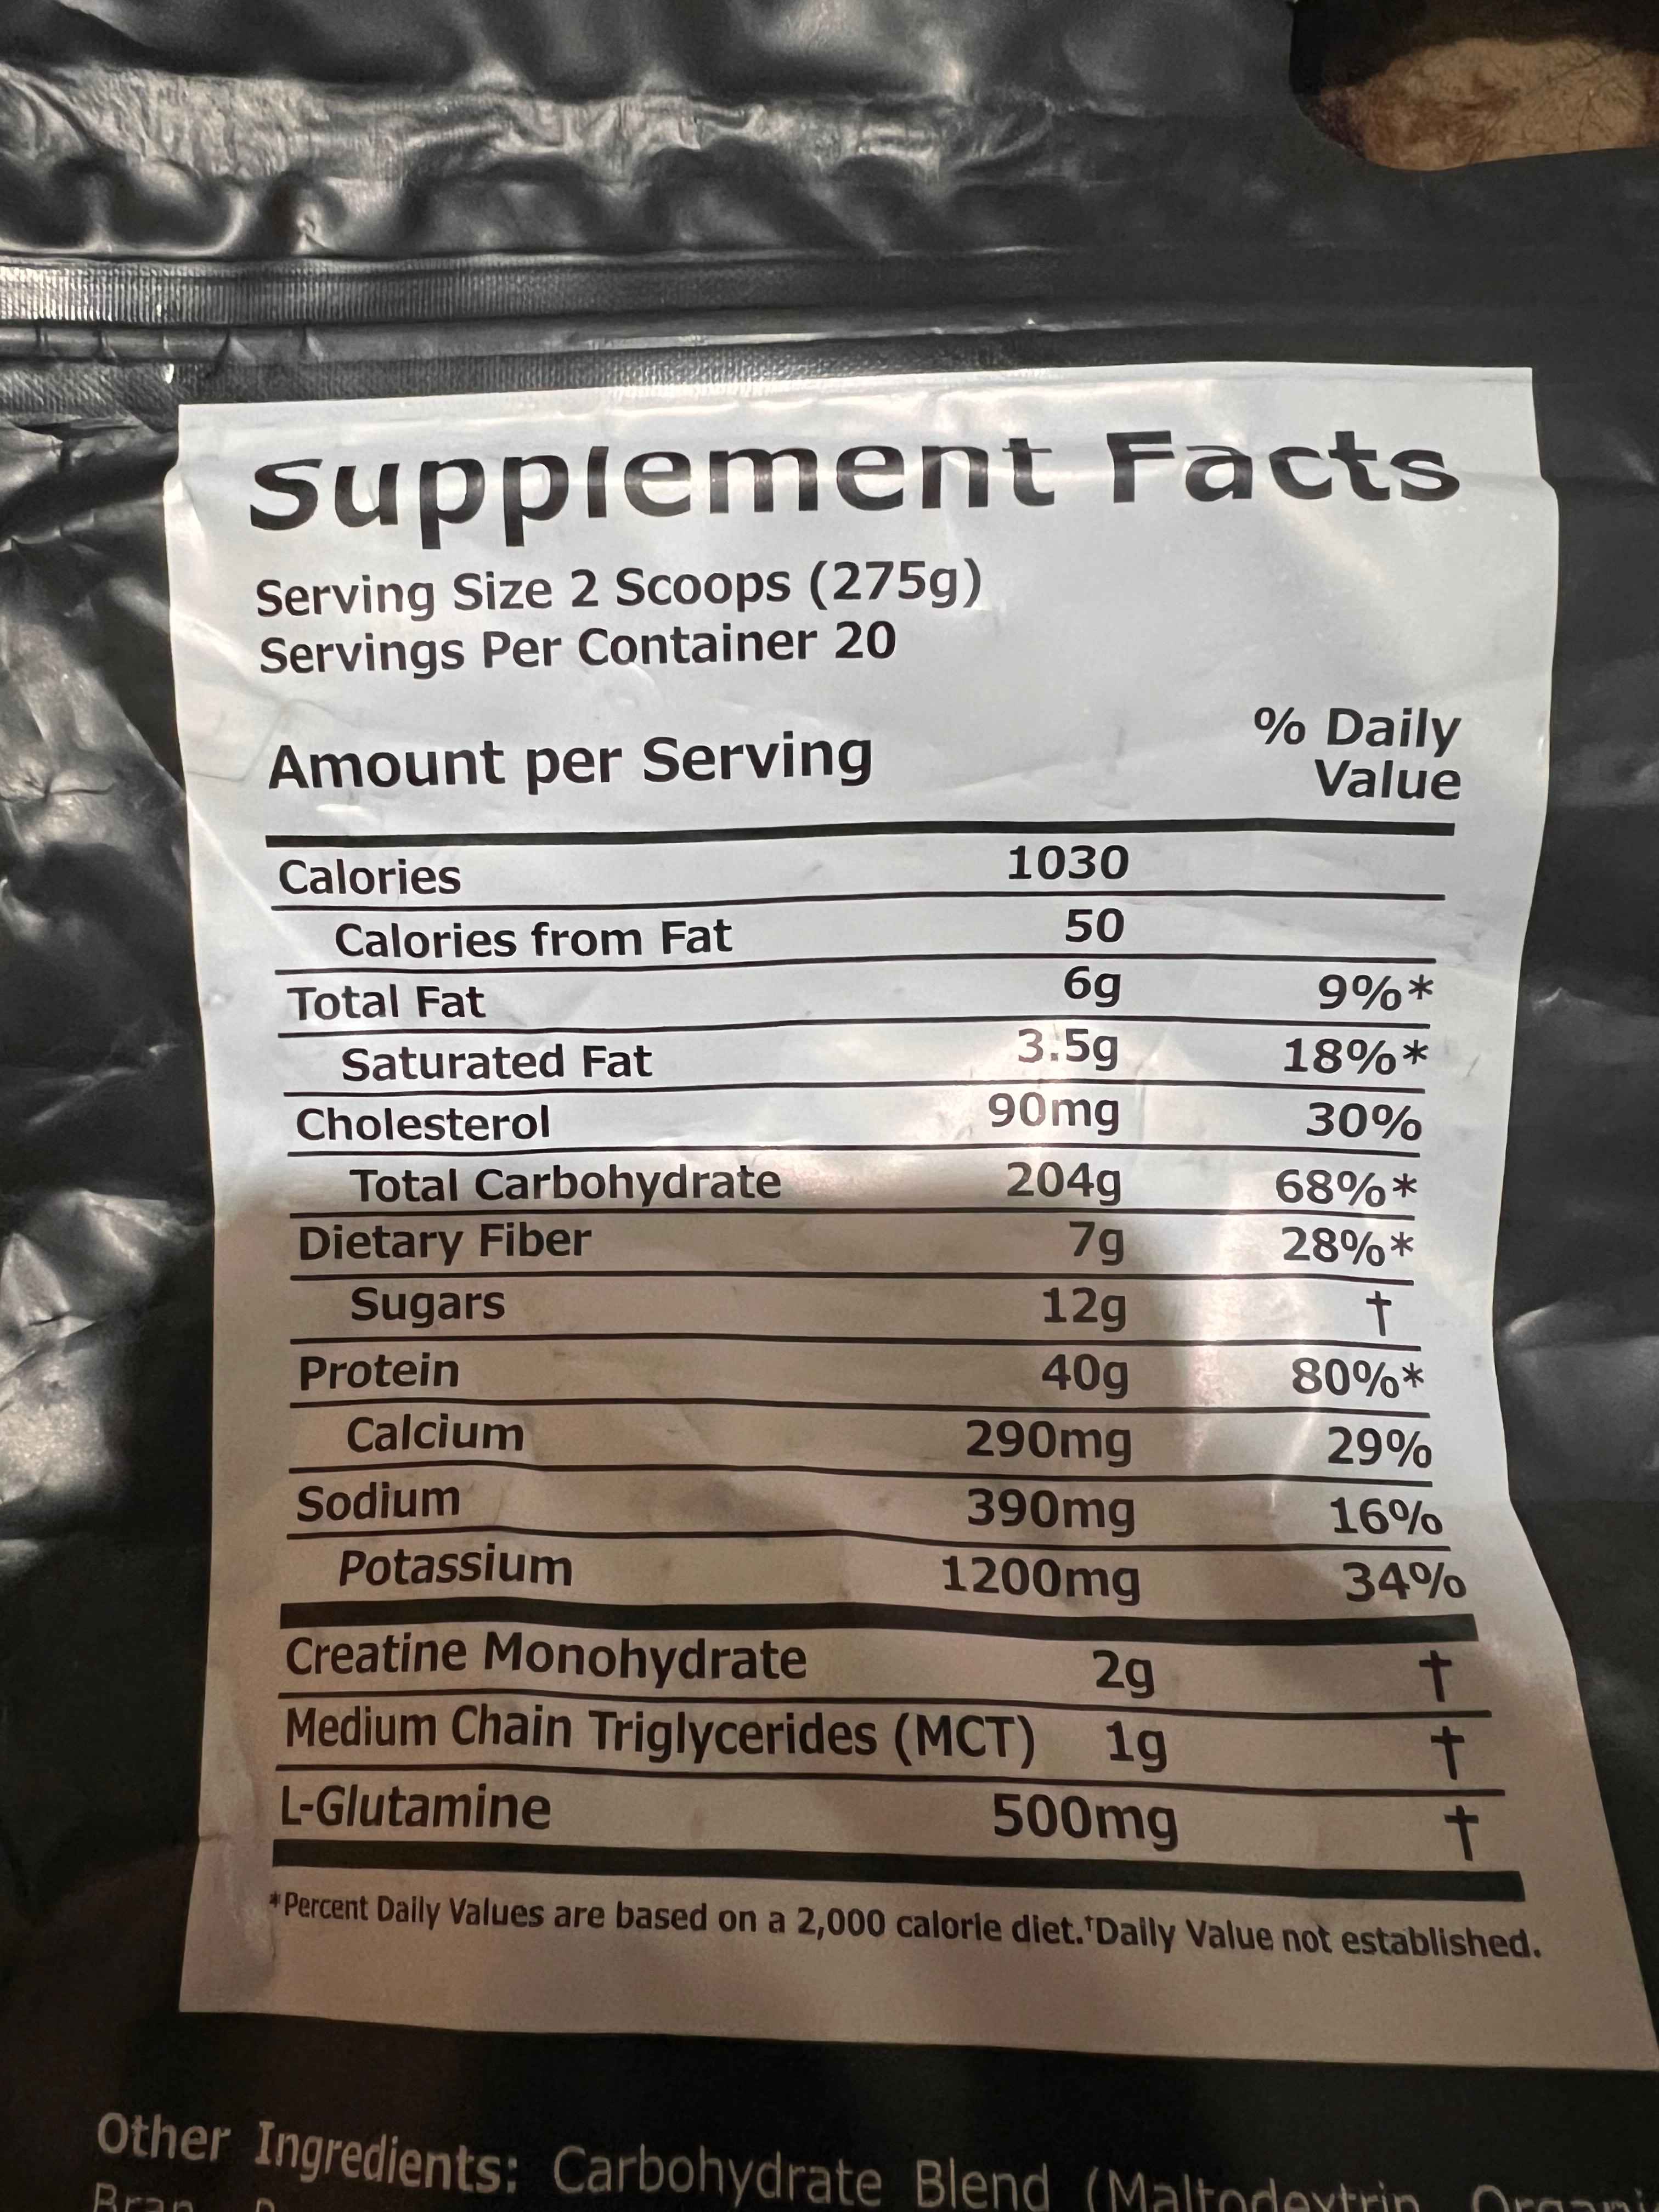 Supplement Facts
Serving Size 2 Scoops (275g)
Servings Per Container 20
Amount per Serving
% Daily
Value
Calories 1030
Calories from Fat 50
Total Fat 6g 9%*
Saturated Fat 3.5g 18%*
Cholesterol 90mg 30%
Total Carbohydrate 204g 68%*
Dietary Fiber 7g 28%*
Sugars 12g †
Protein 40g 80%*
Calcium 290mg 29%
Sodium 390mg 16%
Potassium 1200mg 34%
Creatine Monohydrate 2g †
Medium Chain Triglycerides (MCT) 1g †
L-Glutamine 500mg †
*Percent Daily Values are based on a 2,000 calorie diet.†Daily Value not established.
Other Ingredients: Carbohydrate Blend (Maltodextrin,